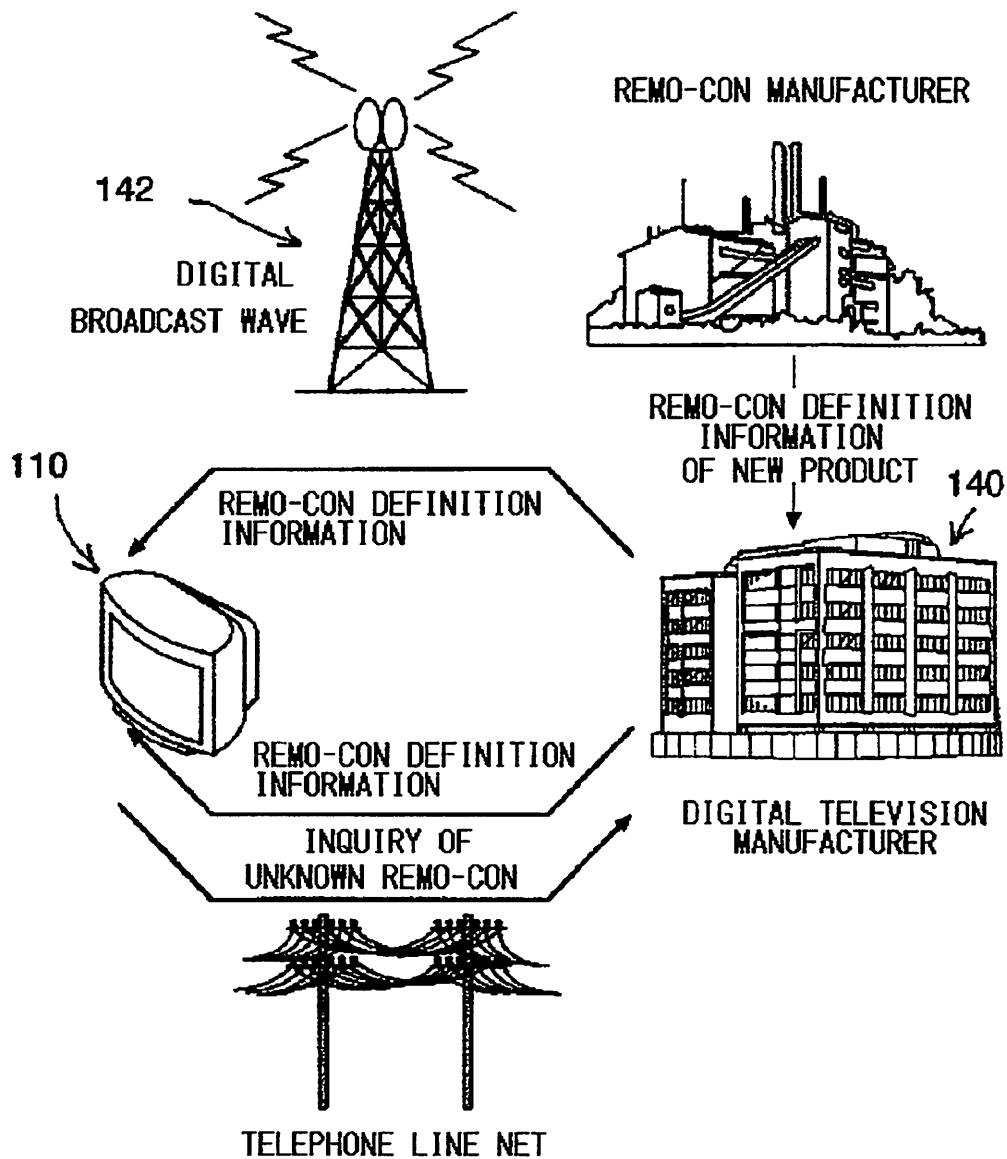 REMO-CON MANUFACTURER
142
DIGITAL
BROADCAST WAVE
REMO-CON DEFINITION
INFORMATION
OF NEW PRODUCT
110
140
REMO-CON DEFINITION
INFORMATION
REMO-CON DEFINITION
INFORMATION
DIGITAL TELEVISION
MANUFACTURER
INQUIRY OF
UNKNOWN REMO-CON
TELEPHONE LINE NET